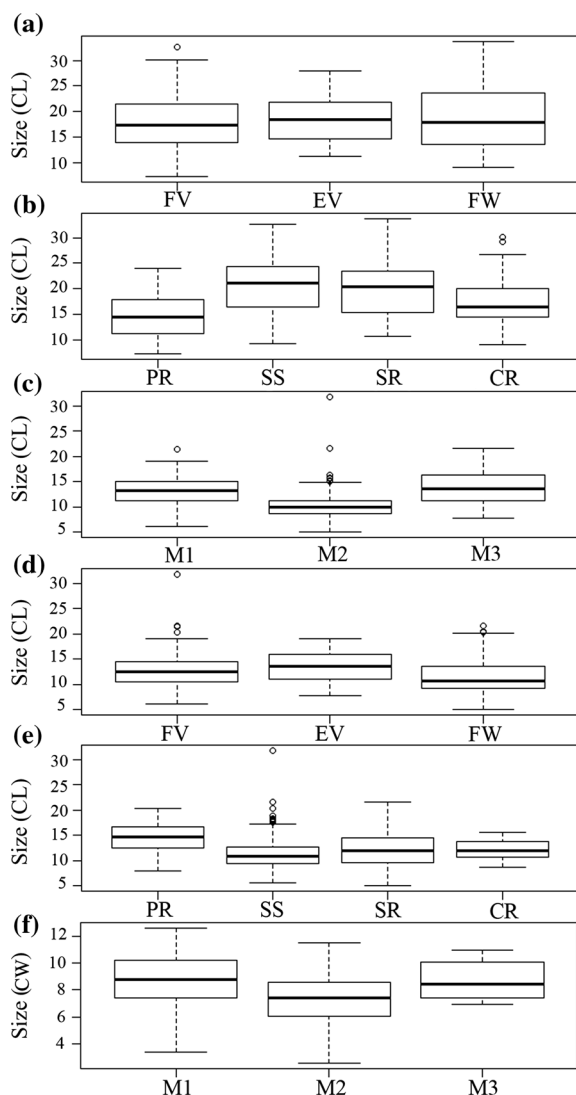 (a)
Size (CL)
30
25
20
15
10
FV EV FW
(b)
Size (CL)
30
25
20
15
10
PR SS SR CR
(c)
Size (CL)
30
25
20
15
10
5
M1 M2 M3
(d)
Size (CL)
30
25
20
15
10
5
FV EV FW
(e)
Size (CL)
30
25
20
15
10
5
PR SS SR CR
(f)
Size (CW)
12
10
8
6
4
M1 M2 M3